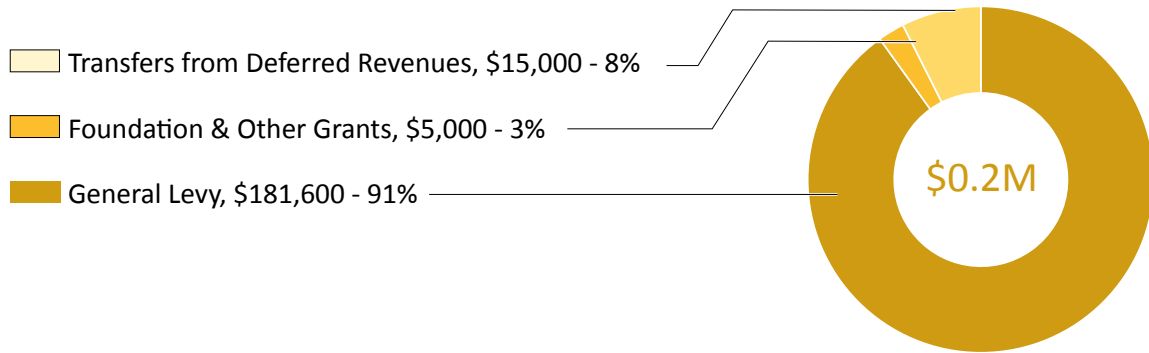 Transfers from Deferred Revenues, $15,000 - 8%
Foundation & Other Grants, $5,000 - 3%
General Levy, $181,600 - 91%
$0.2M